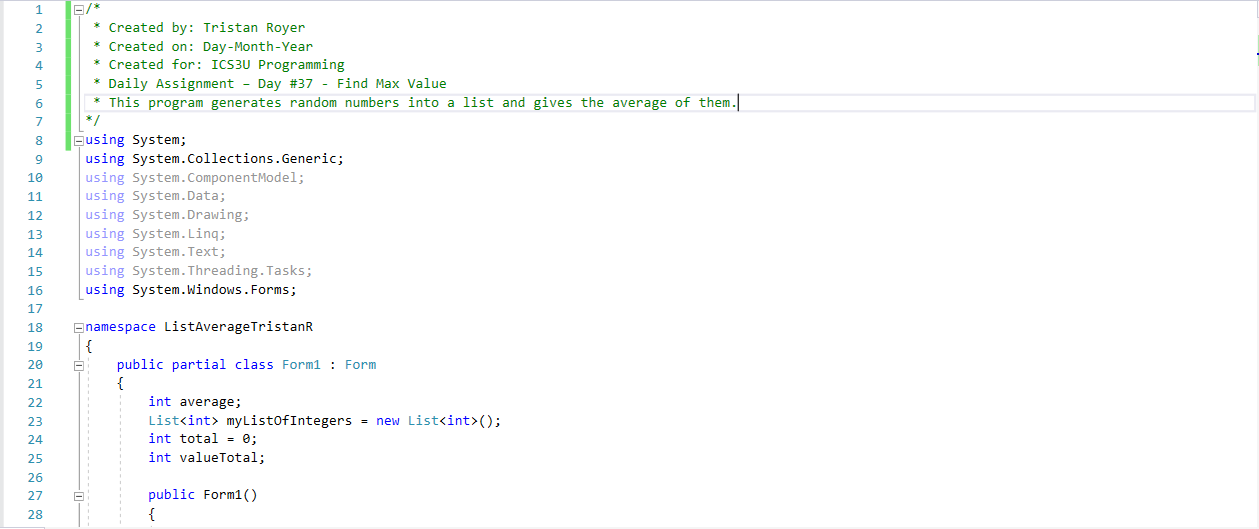 1 /*
2 * Created by: Tristan Royer
3 * Created on: Day-Month-Year
4 * Created for: ICS3U Programming
5 * Daily Assignment – Day #37 - Find Max Value
6 * This program generates random numbers into a list and gives the average of them.
7 */
8 using System;
9 using System.Collections.Generic;
10 using System.ComponentModel;
11 using System.Data;
12 using System.Drawing;
13 using System.Linq;
14 using System.Text;
15 using System.Threading.Tasks;
16 using System.Windows.Forms;
17
18 namespace ListAverageTristanR
19 {
20 public partial class Form1 : Form
21 {
22 int average;
23 List<int> myListOfIntegers = new List<int>();
24 int total = 0;
25 int valueTotal;
26
27 public Form1()
28 {